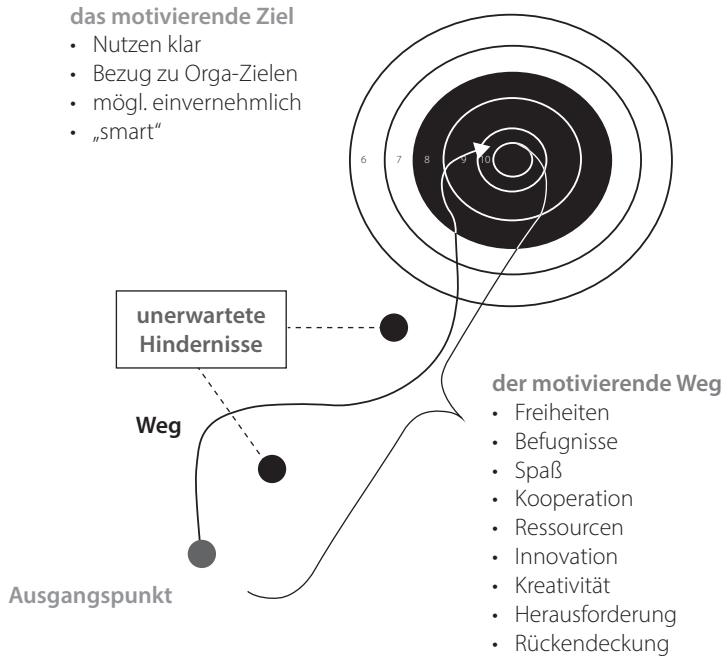 das motivierende Ziel
• Nutzen klar
• Bezug zu Orga-Zielen
• mögl. einvernehmlich
• „smart“
6 7 8 9 10
unerwartete
Hindernisse
Weg
der motivierende Weg
• Freiheiten
• Befugnisse
• Spaß
• Kooperation
• Ressourcen
• Innovation
• Kreativität
• Herausforderung
• Rückendeckung
Ausgangspunkt